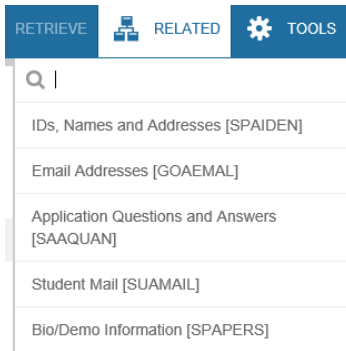 RETRIEVE RELATED TOOLS
IDs, Names and Addresses [SPAIDEN]
Email Addresses [GOAEMAL]
Application Questions and Answers
[SAAQUAN]
Student Mail [SUAMAIL]
Bio/Demo Information [SPAPERS]